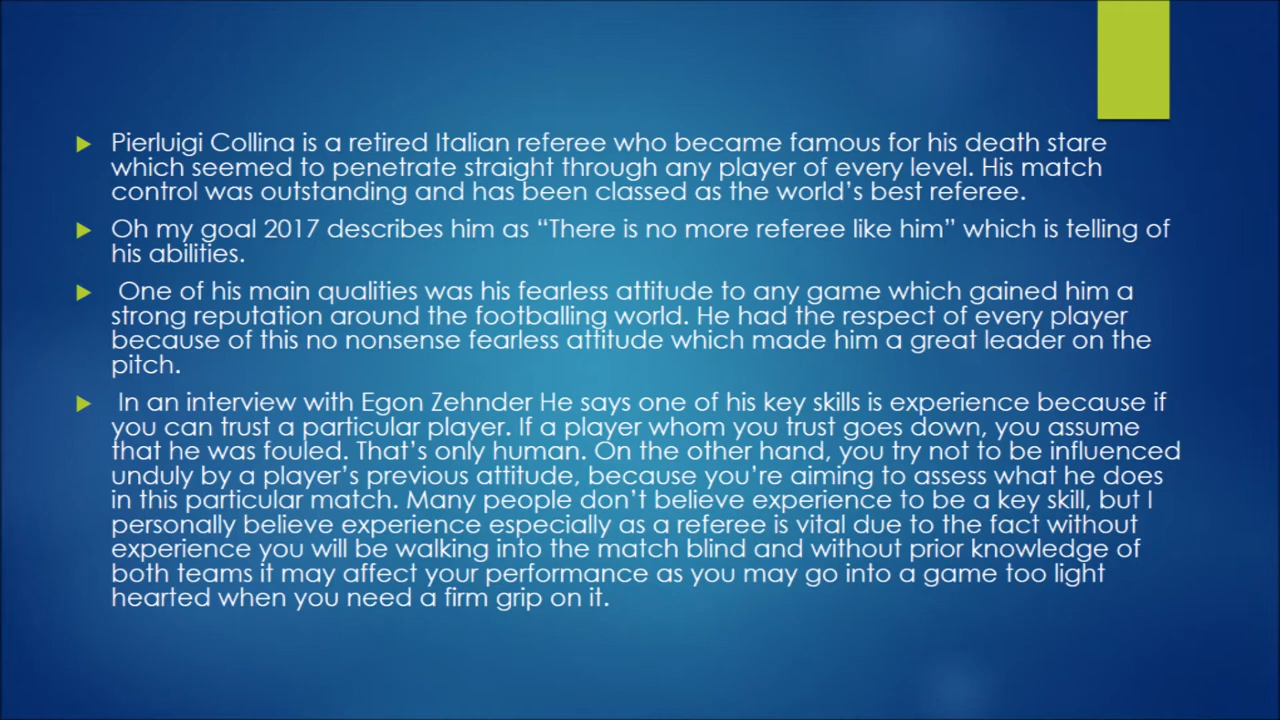 Pierluigi Collina is a retired Italian referee who became famous for his death stare
which seemed to penetrate straight through any player of every level. His match
control was outstanding and has been classed as the world's best referee.
Oh my goal 2017 describes him as “There is no more referee like him” which is telling of
his abilities.
One of his main qualities was his fearless attitude to any game which gained him a
strong reputation around the footballing world. He had the respect of every player
because of this no nonsense fearless attitude which made him a great leader on the
pitch.
In an interview with Egon Zehnder He says one of his key skills is experience because if
you can trust a particular player. If a player whom you trust goes down, you assume
that he was fouled. That’s only human. On the other hand, you try not to be influenced
unduly by a player’s previous attitude, because you’re aiming to assess what he does
in this particular match. Many people don’t believe experience to be a key skill, but I
personally believe experience especially as a referee is vital due to the fact without
experience you will be walking into the match blind and without prior knowledge of
both teams it may affect your performance as you may go into a game too light
hearted when you need a firm grip on it.